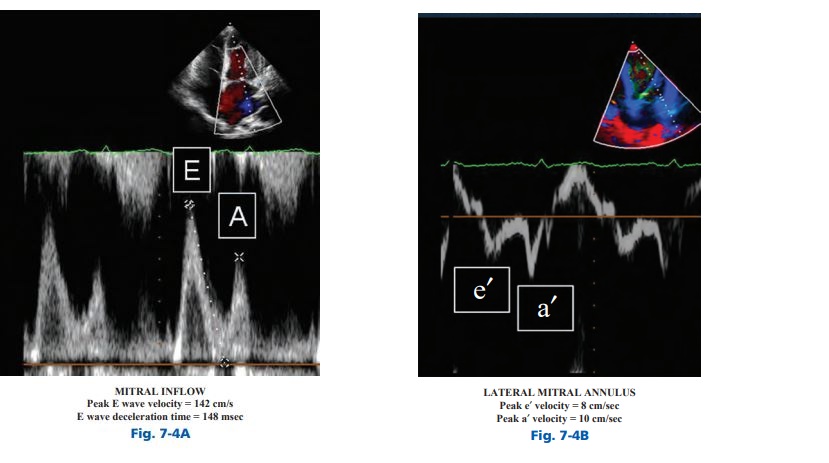 E
A
MITRAL INFLOW
Peak E wave velocity = 142 cm/s
E wave deceleration time = 148 msec
Fig. 7-4A
e′
a′
LATERAL MITRAL ANNULUS
Peak e′ velocity = 8 cm/sec
Peak a′ velocity = 10 cm/sec
Fig. 7-4B